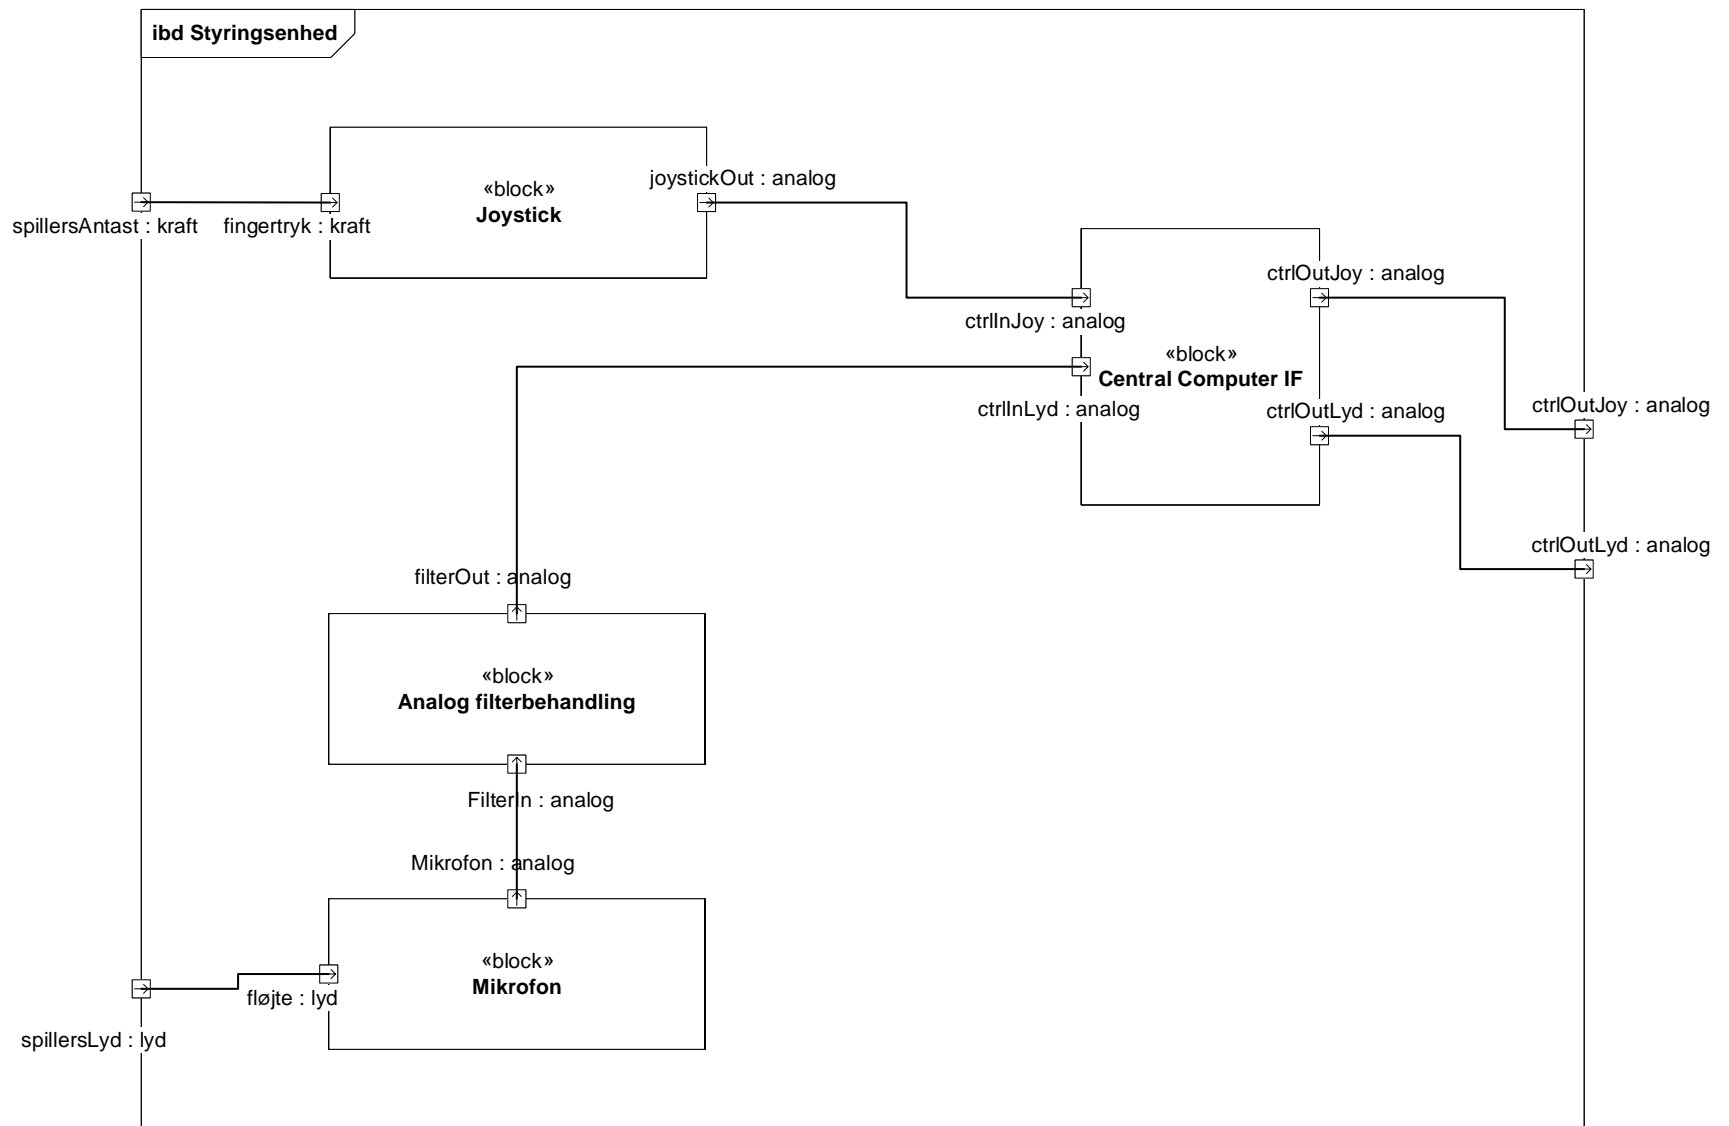 ibd Styringsenhed
«block»
Joystick
joystickOut : analog
spillersAntast : kraft
fingertryk : kraft
ctrlOutJoy : analog
ctrlInJoy : analog
«block»
Central Computer IF
ctrlInLyd : analog
ctrlOutLyd : analog
ctrlOutJoy : analog
ctrlOutLyd : analog
filterOut : analog
«block»
Analog filterbehandling
FilterIn : analog
Mikrofon : analog
«block»
Mikrofon
fløjte : lyd
spillersLyd : lyd